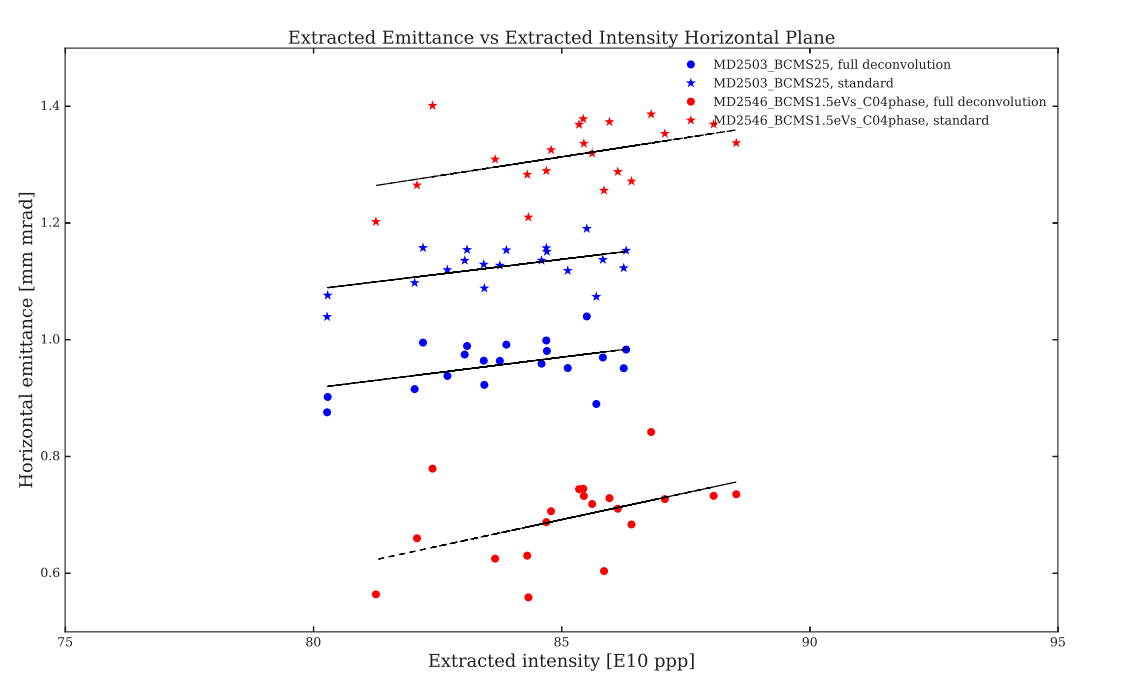 Extracted Emittance vs Extracted Intensity Horizontal Plane
MD2503_BCMS25, full deconvolution
MD2503_BCMS25, standard
MD2546_BCMS1.5eVs_C04phase, full deconvolution
MD2546_BCMS1.5eVs_C04phase, standard
Horizontal emittance [mm mrad]
1.4
1.2
1.0
0.8
0.6
75
80
85
90
95
Extracted intensity [E10 ppp]